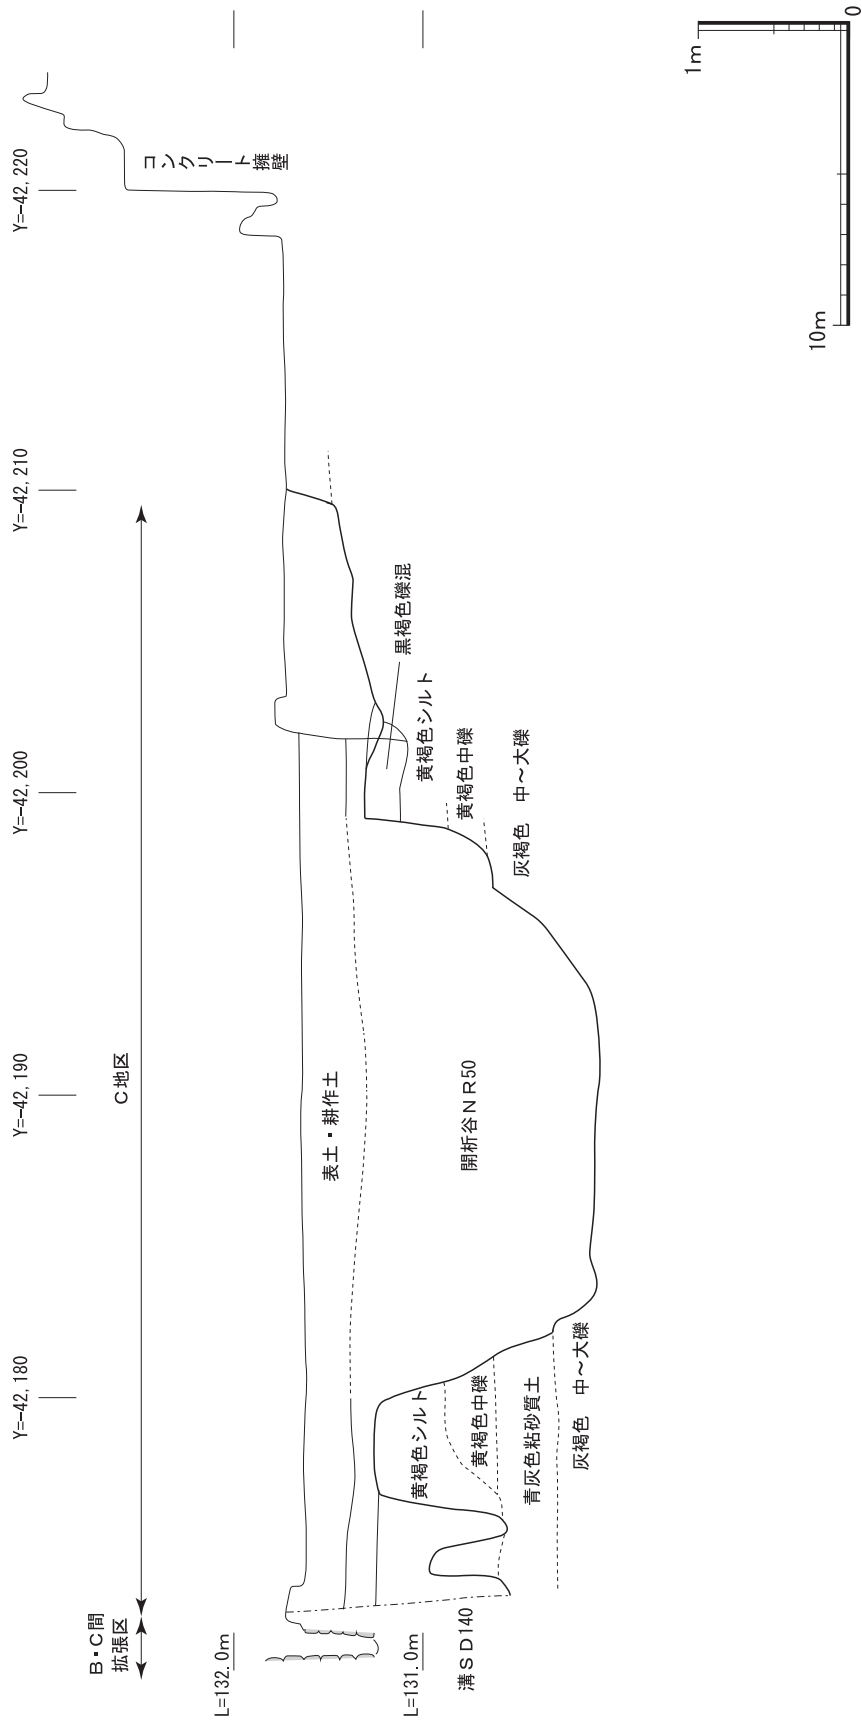 Y=-42,220
Y=-42,210
Y=-42,200
Y=-42,190
Y=-42,180
B・C間
拡張区
C地区
コンクリート擁壁
L=132.0m
L=131.0m
表土・耕作土
開析谷NR50
溝SD140
黄褐色シルト
黄褐色中礫
青灰色粘砂質土
灰褐色　中～大礫
黒褐色礫混
黄褐色シルト
黄褐色中礫
灰褐色　中～大礫
1m
0
10m